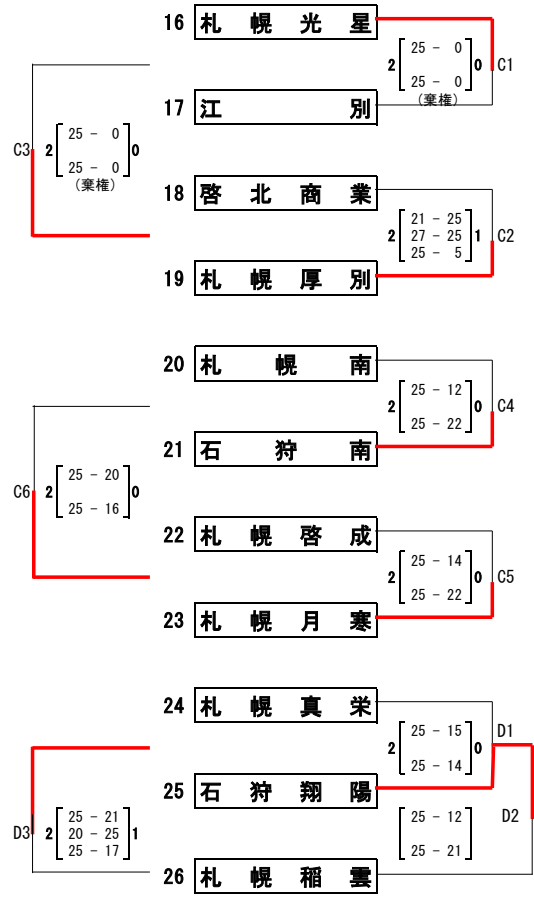 16 札幌光星
2 25 - 0 0 C1
25 - 0
(棄権)
17 江別
C3 2 25 - 0 0
25 - 0
(棄権)
18 啓北商業
21 - 25
2 27 - 25 1 C2
25 - 5
19 札幌厚別
20 札幌南
2 25 - 12 0 C4
25 - 22
21 石狩南
C6 2 25 - 20 0
25 - 16
22 札幌啓成
2 25 - 14 0 C5
25 - 22
23 札幌月寒
24 札幌真栄
D1
2 25 - 15 0
25 - 14
25 石狩翔陽
25 - 12 D2
25 - 21
25 - 21
D3 2 20 - 25 1
25 - 17
26 札幌稲雲